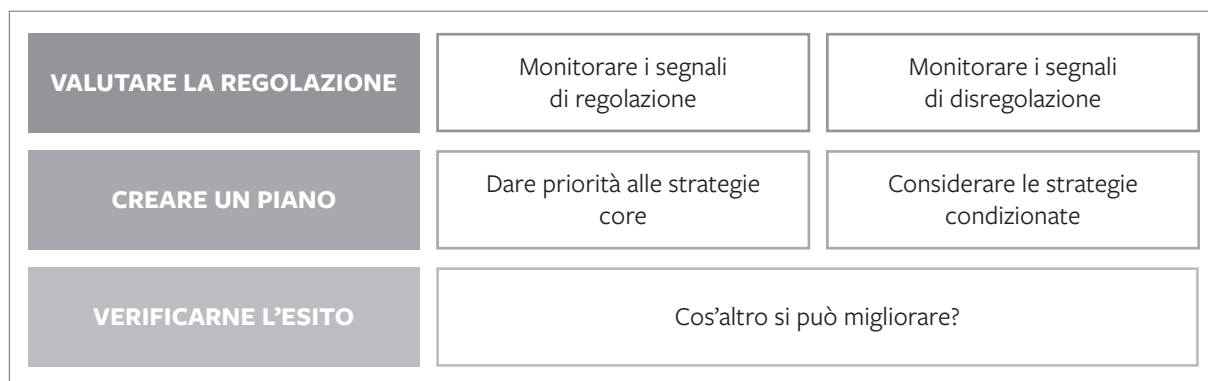 VALUTARE LA REGOLAZIONE
Monitorare i segnali
di regolazione
Monitorare i segnali
di disregolazione
CREARE UN PIANO
Dare priorità alle strategie
core
Considerare le strategie
condizionate
VERIFICARNE L’ESITO
Cos’altro si può migliorare?